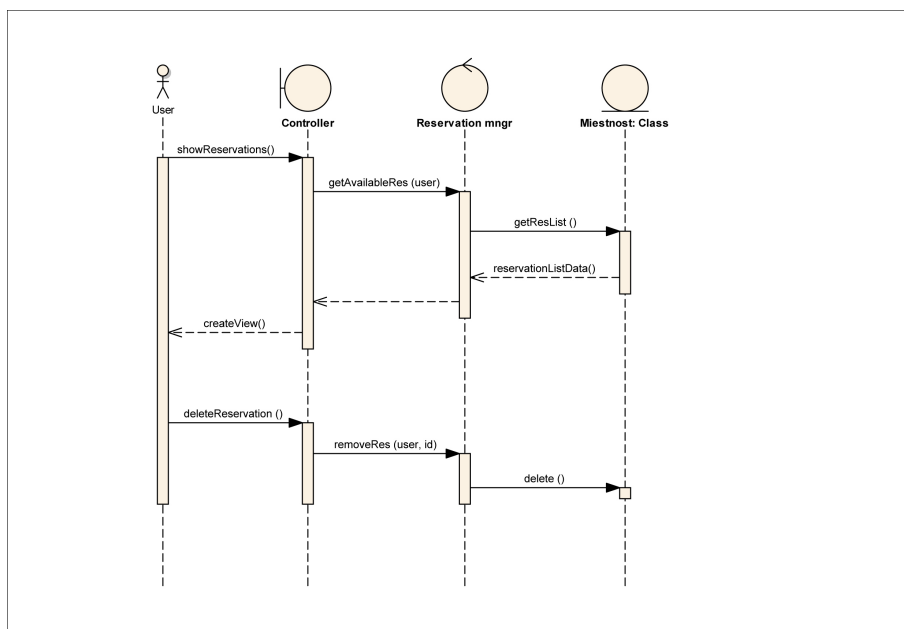 User
Controller
Reservation mngr
Miestnost: Class
showReservations()
getAvailableRes (user)
getResList ()
reservationListData()
createView()
deleteReservation ()
removeRes (user, id)
delete ()